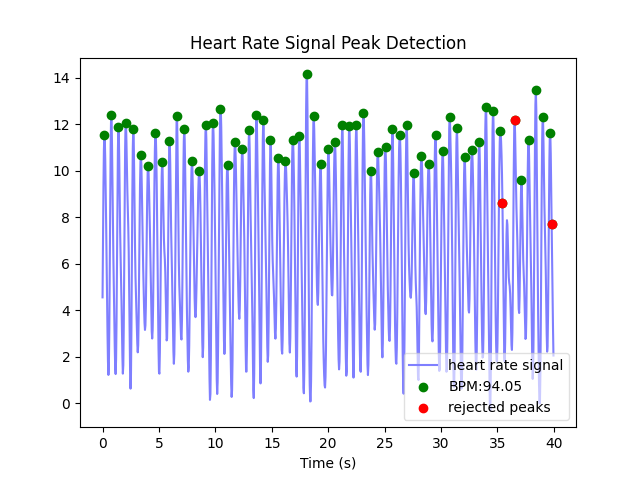 Heart Rate Signal Peak Detection
14
12
10
8
6
4
2
0
heart rate signal
BPM:94.05
rejected peaks
0 5 10 15 20 25 30 35 40
Time (s)